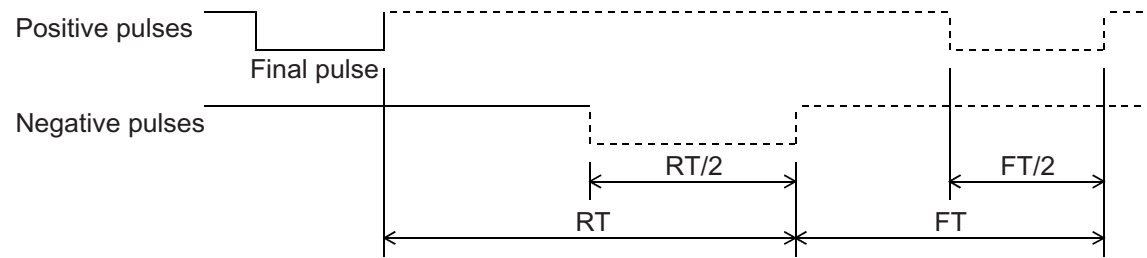 Positive pulses
Final pulse
Negative pulses
RT/2
FT/2
RT
FT